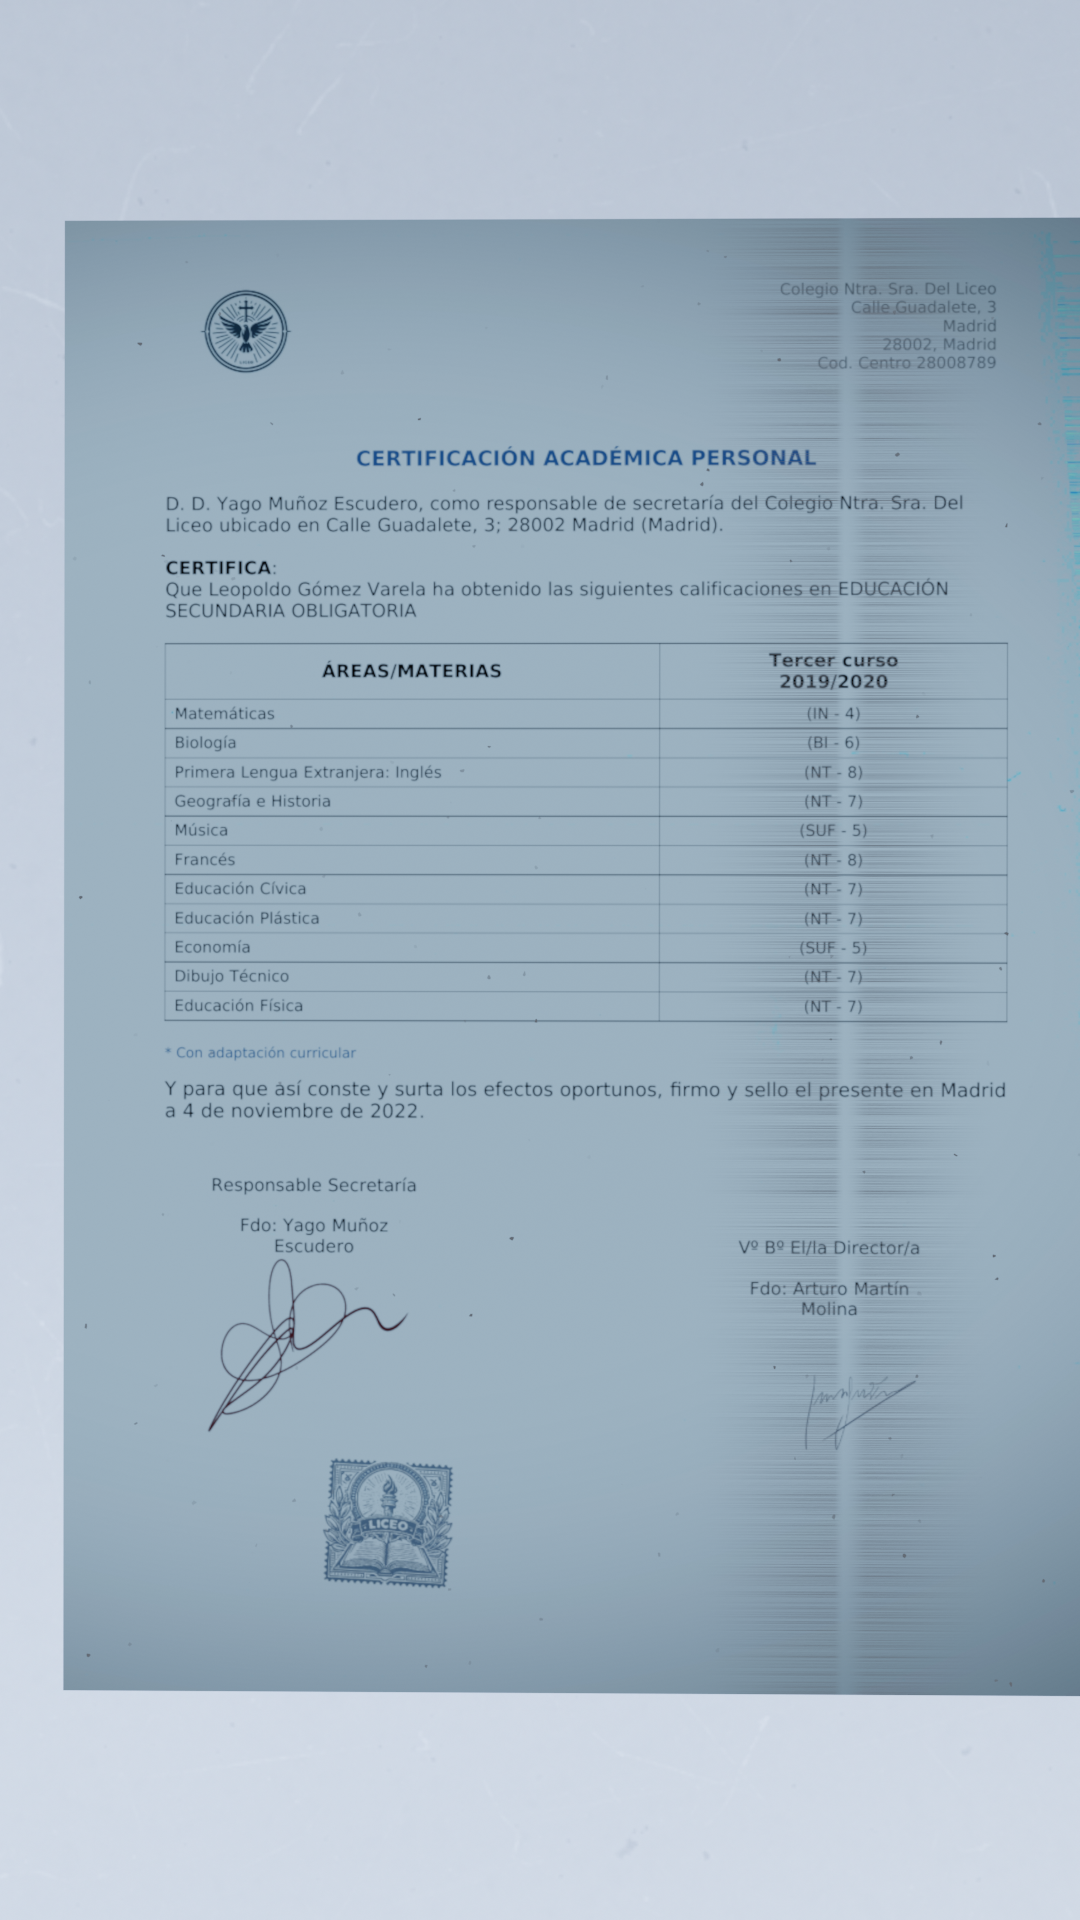 Colegio Ntra. Sra. Del Liceo
Calle Guadalete, 3
Madrid
28002, Madrid
Cod. Centro 28008789
CERTIFICACIÓN ACADÉMICA PERSONAL
D. D. Yago Muñoz Escudero, como responsable de secretaría del Colegio Ntra. Sra. Del
Liceo ubicado en Calle Guadalete, 3; 28002 Madrid (Madrid).
CERTIFICA:
Que Leopoldo Gómez Varela ha obtenido las siguientes calificaciones en EDUCACIÓN
SECUNDARIA OBLIGATORIA
ÁREAS/MATERIAS Tercer curso
2019/2020
Matemáticas (IN - 4)
Biología (BI - 6)
Primera Lengua Extranjera: Inglés (NT - 8)
Geografía e Historia (NT - 7)
Música (SUF - 5)
Francés (NT - 8)
Educación Cívica (NT - 7)
Educación Plástica (NT - 7)
Economía (SUF - 5)
Dibujo Técnico (NT - 7)
Educación Física (NT - 7)
* Con adaptación curricular
Y para que así conste y surta los efectos oportunos, firmo y sello el presente en Madrid
a 4 de noviembre de 2022.
Responsable Secretaría
Fdo: Yago Muñoz
Escudero
Vº Bº El/la Director/a
Fdo: Arturo Martín
Molina
LICEO